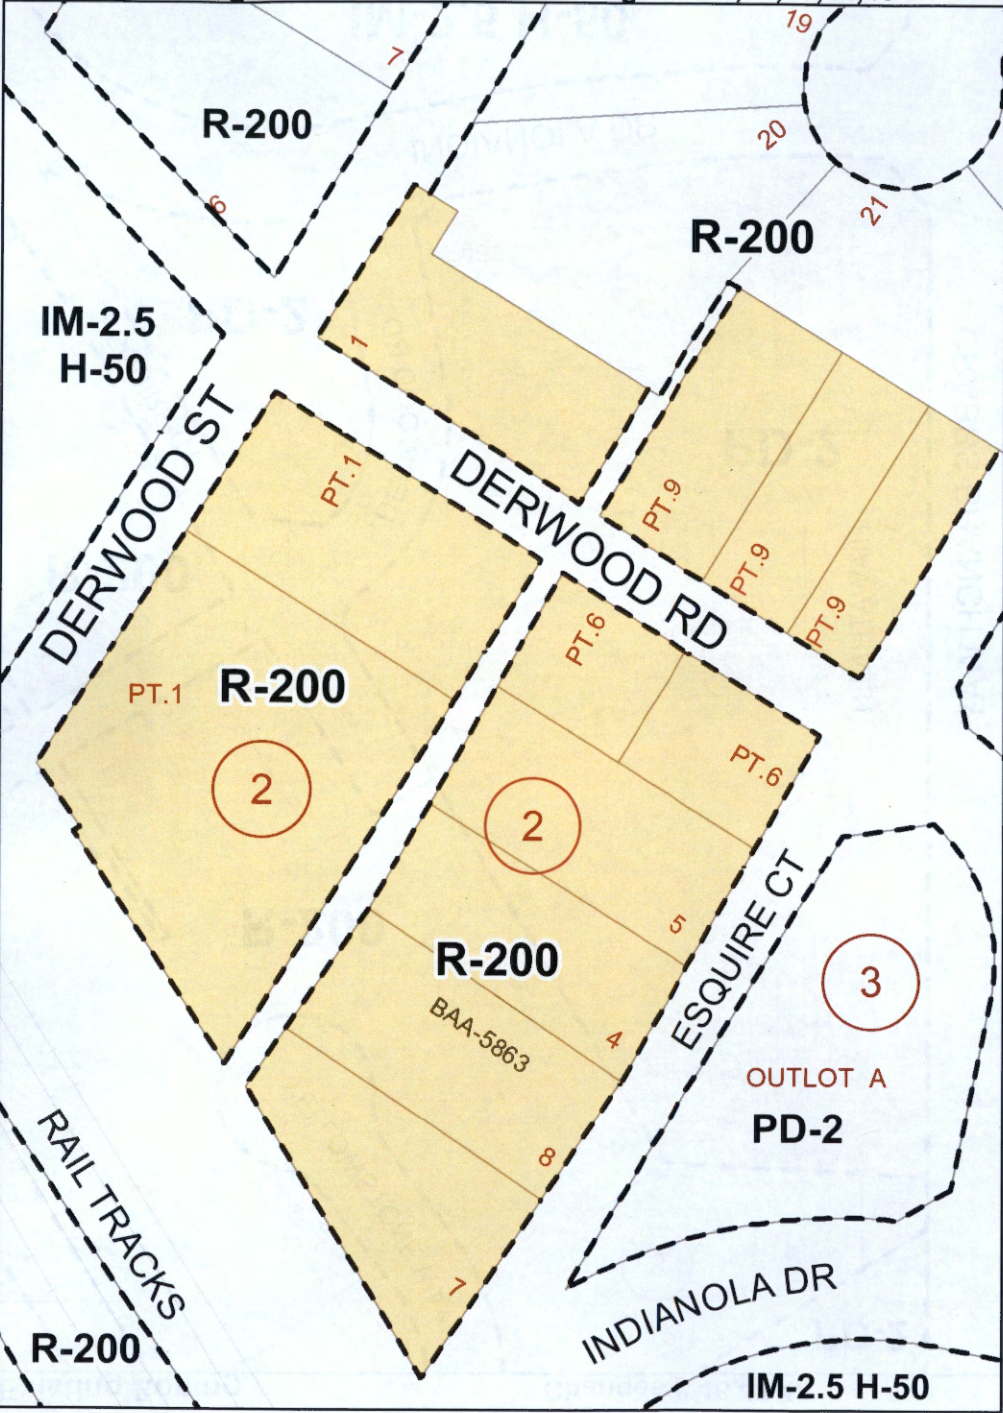 19
7
R-200
20
6
21
R-200
IM-2.5
H-50
1
DERWOOD ST
PT.1
DERWOOD RD
PT.9
PT.9
PT.9
PT.6
PT.1
R-200
PT.6
2
2
5
ESQUIRE CT
R-200
3
BAA-5863
4
OUTLOT A
PD-2
8
RAIL TRACKS
7
INDIANOLA DR
R-200
IM-2.5 H-50